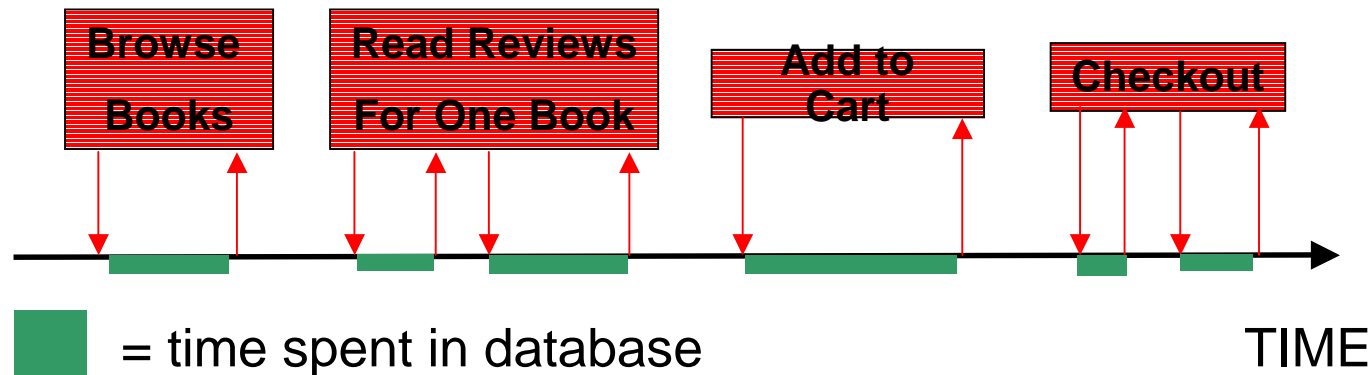 Browse
Books
Read Reviews
For One Book
Add to
Cart
Checkout
= time spent in database
TIME